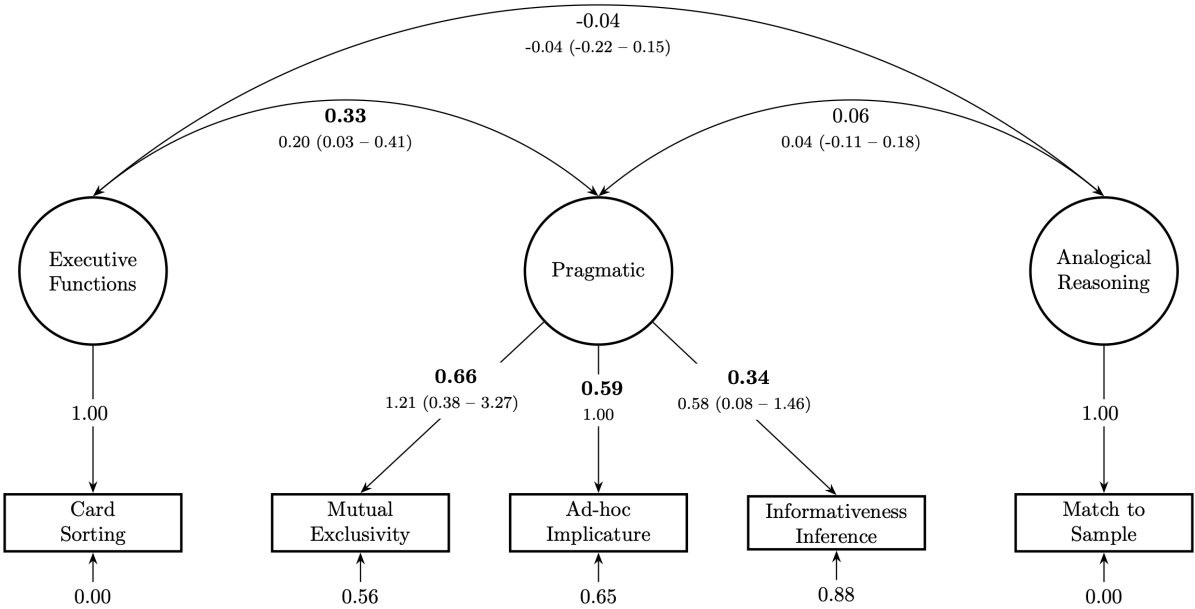 -0.04
-0.04 (-0.22 – 0.15)
0.33
0.20 (0.03 – 0.41)
0.06
0.04 (-0.11 – 0.18)
Executive
Functions
Pragmatic
Analogical
Reasoning
1.00
0.66
1.21 (0.38 – 3.27)
0.59
1.00
0.34
0.58 (0.08 – 1.46)
1.00
Card
Sorting
Mutual
Exclusivity
Ad-hoc
Implicature
Informativeness
Inference
Match to
Sample
0.00
0.56
0.65
0.88
0.00